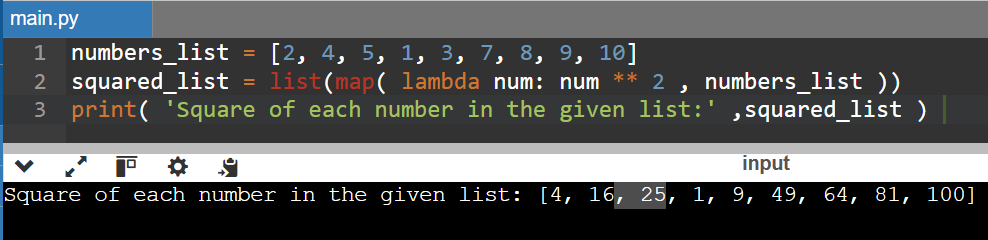 main.py
1 numbers_list = [2, 4, 5, 1, 3, 7, 8, 9, 10]
2 squared_list = list(map( lambda num: num ** 2 , numbers_list ))
3 print( 'Square of each number in the given list:' ,squared_list )
input
Square of each number in the given list: [4, 16, 25, 1, 9, 49, 64, 81, 100]